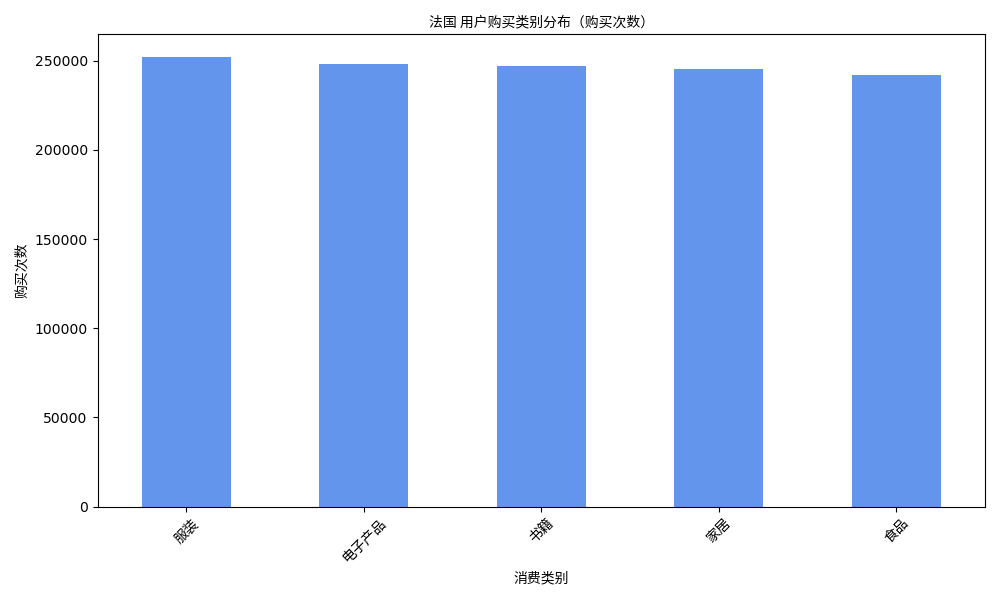 法国 用户购买类别分布（购买次数）
购买次数
250000
200000
150000
100000
50000
0
服装
电子产品
书籍
家居
食品
消费类别